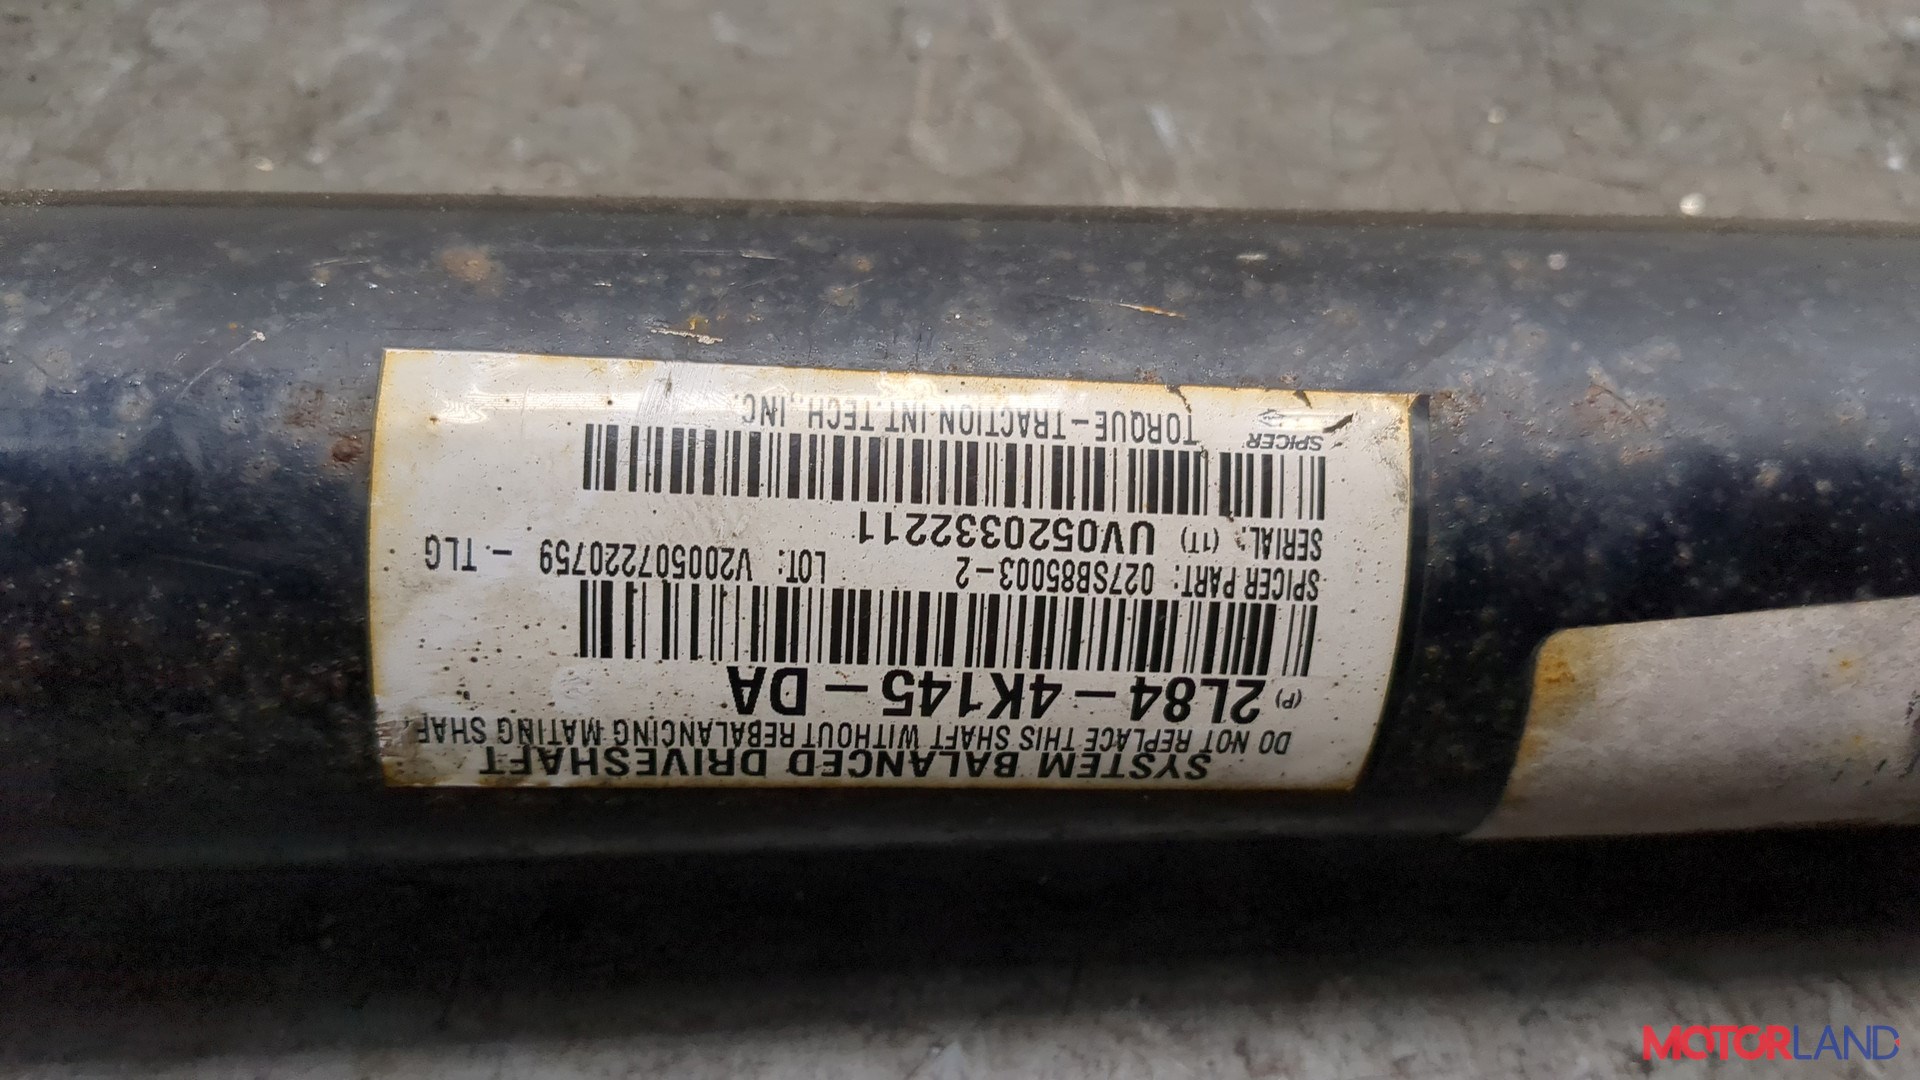 SYSTEM BALANCED DRIVESHAFT
DO NOT REPLACE THIS SHAFT WITHOUT REBALANCING MATING SHAF
(P) 2L84-4K145-DA
SPICER PART: 027SB85003-2 LOT: V200507220759 - TLG
SERIAL: (1T) UV0520332211
SPICER TORQUE-TRACTION INT.TECH.,INC.
MOTORLAND